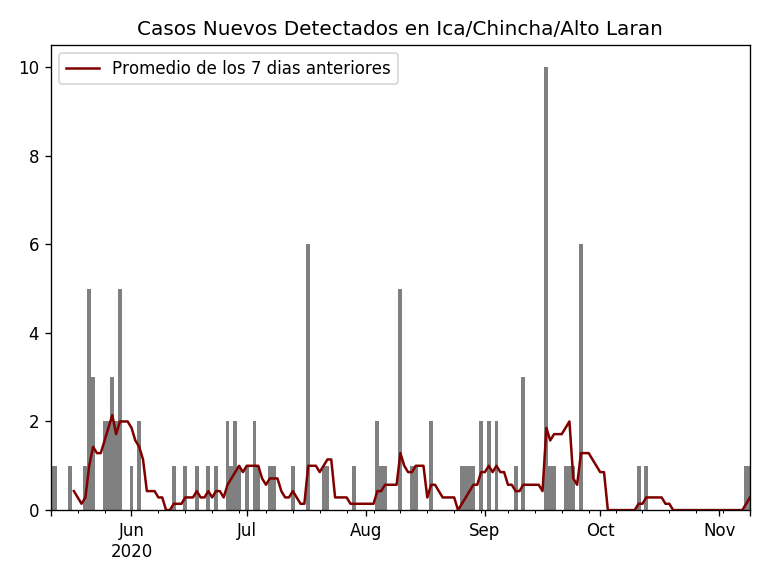 Casos Nuevos Detectados en Ica/Chincha/Alto Laran
Promedio de los 7 dias anteriores
10
8
6
4
2
0
Jun Jul Aug Sep Oct Nov
2020